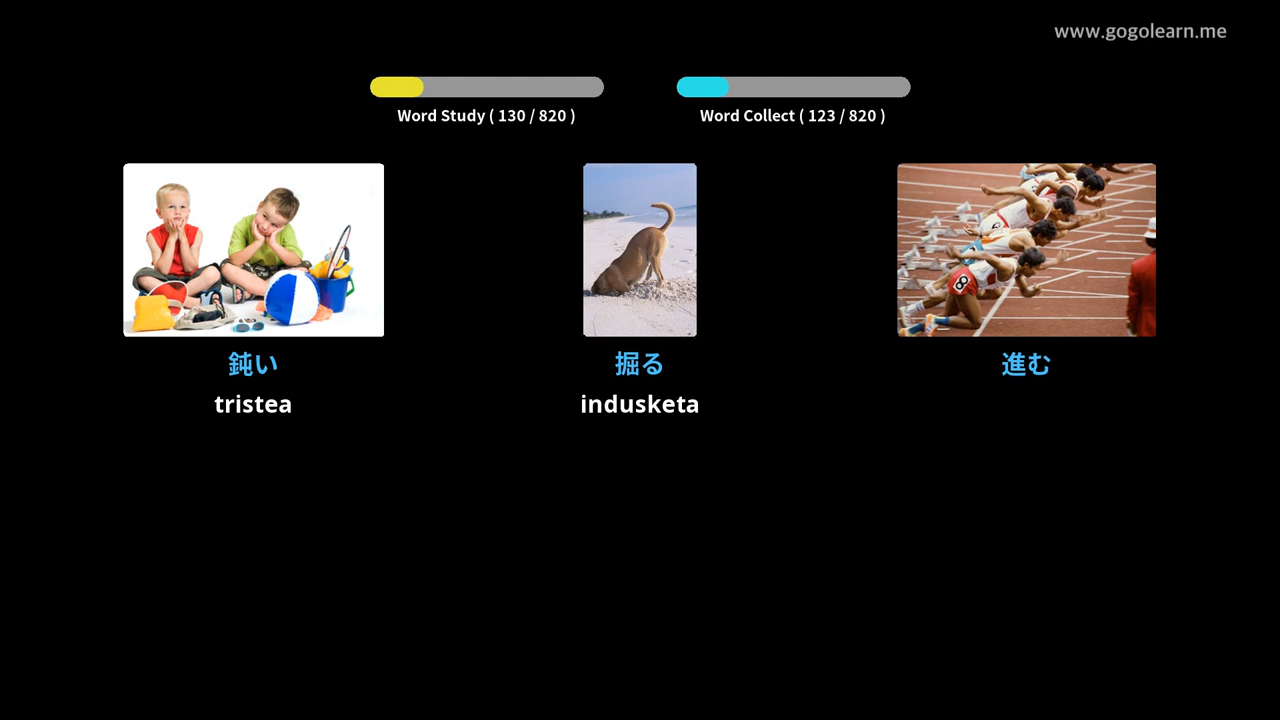 www.gogolearn.me
Word Study ( 130 / 820 )
Word Collect ( 123 / 820 )
鈍い
掘る
進む
tristea
indusketa
8